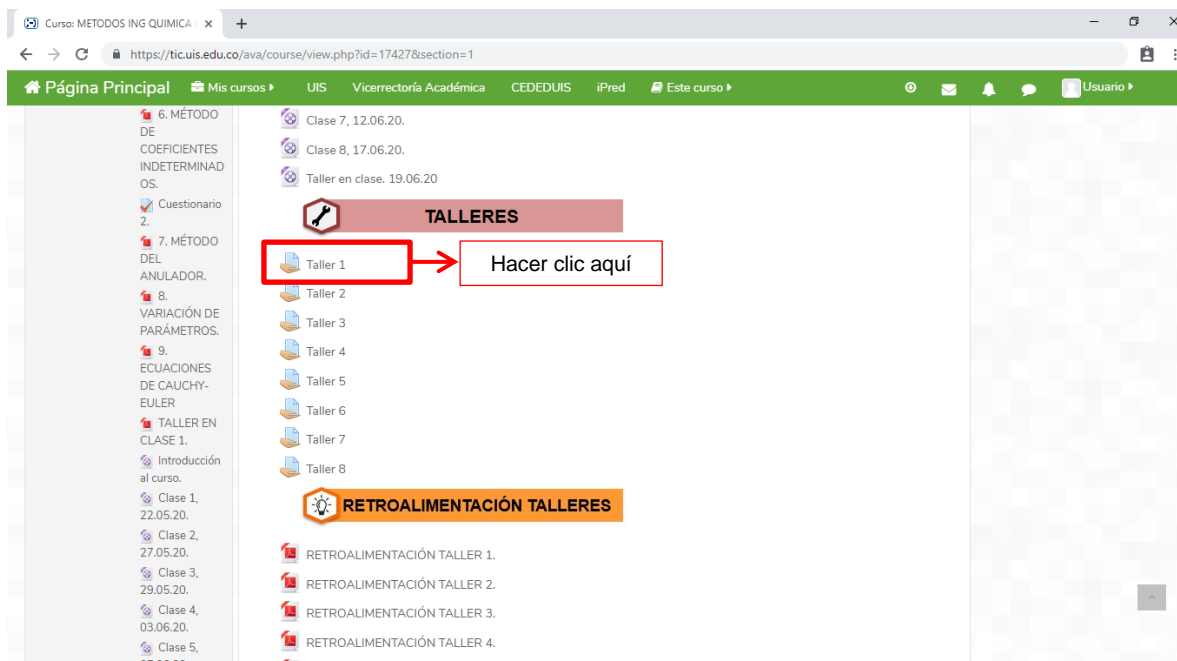 Curso: METODOS ING QUIMICA
https://tic.uis.edu.co/ava/course/view.php?id=17427&section=1
Página Principal Mis cursos UIS Vicerrectoría Académica CEDEDUIS iPred Este curso Usuario
6. MÉTODO
DE
COEFICIENTES
INDETERMINAD
OS.
Cuestionario
2.
7. MÉTODO
DEL
ANULADOR.
8.
VARIACIÓN DE
PARÁMETROS.
9.
ECUACIONES
DE CAUCHY-
EULER
TALLER EN
CLASE 1.
Introducción
al curso.
Clase 1,
22.05.20.
Clase 2,
27.05.20.
Clase 3,
29.05.20.
Clase 4,
03.06.20.
Clase 5,
Clase 7, 12.06.20.
Clase 8, 17.06.20.
Taller en clase. 19.06.20
TALLERES
Taller 1
Hacer clic aquí
Taller 2
Taller 3
Taller 4
Taller 5
Taller 6
Taller 7
Taller 8
RETROALIMENTACIÓN TALLERES
RETROALIMENTACIÓN TALLER 1.
RETROALIMENTACIÓN TALLER 2.
RETROALIMENTACIÓN TALLER 3.
RETROALIMENTACIÓN TALLER 4.